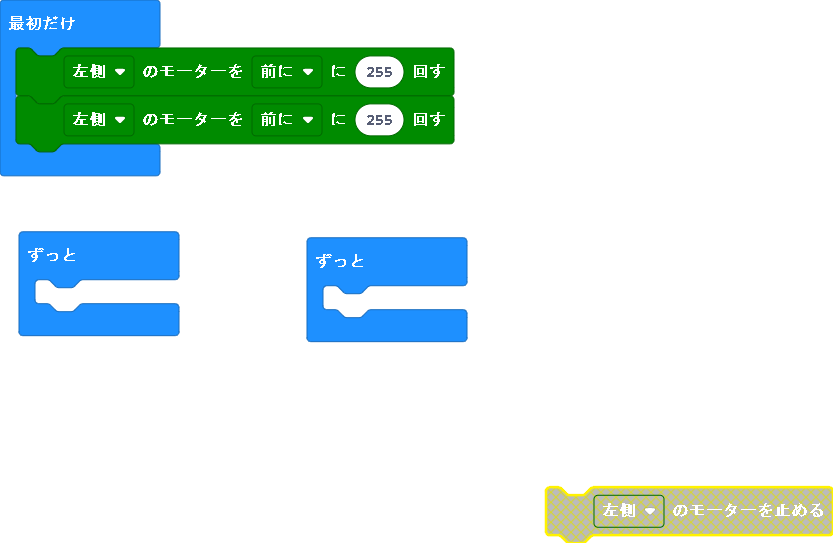 最初だけ
左側 のモーターを 前に に 255 回す
左側 のモーターを 前に に 255 回す
ずっと
ずっと
左側 のモーターを止める